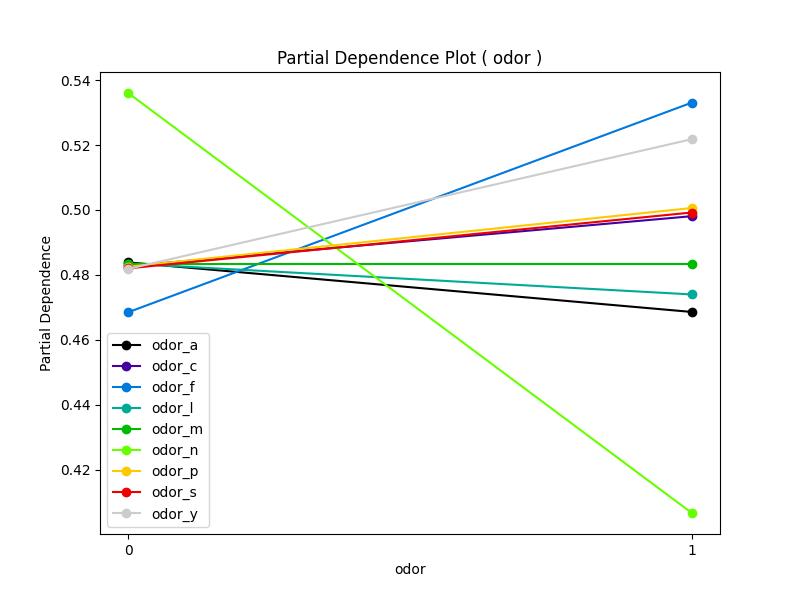 Partial Dependence Plot ( odor )
0.54
0.52
0.50
0.48
0.46
0.44
0.42
Partial Dependence
odor_a
odor_c
odor_f
odor_l
odor_m
odor_n
odor_p
odor_s
odor_y
0 1
odor